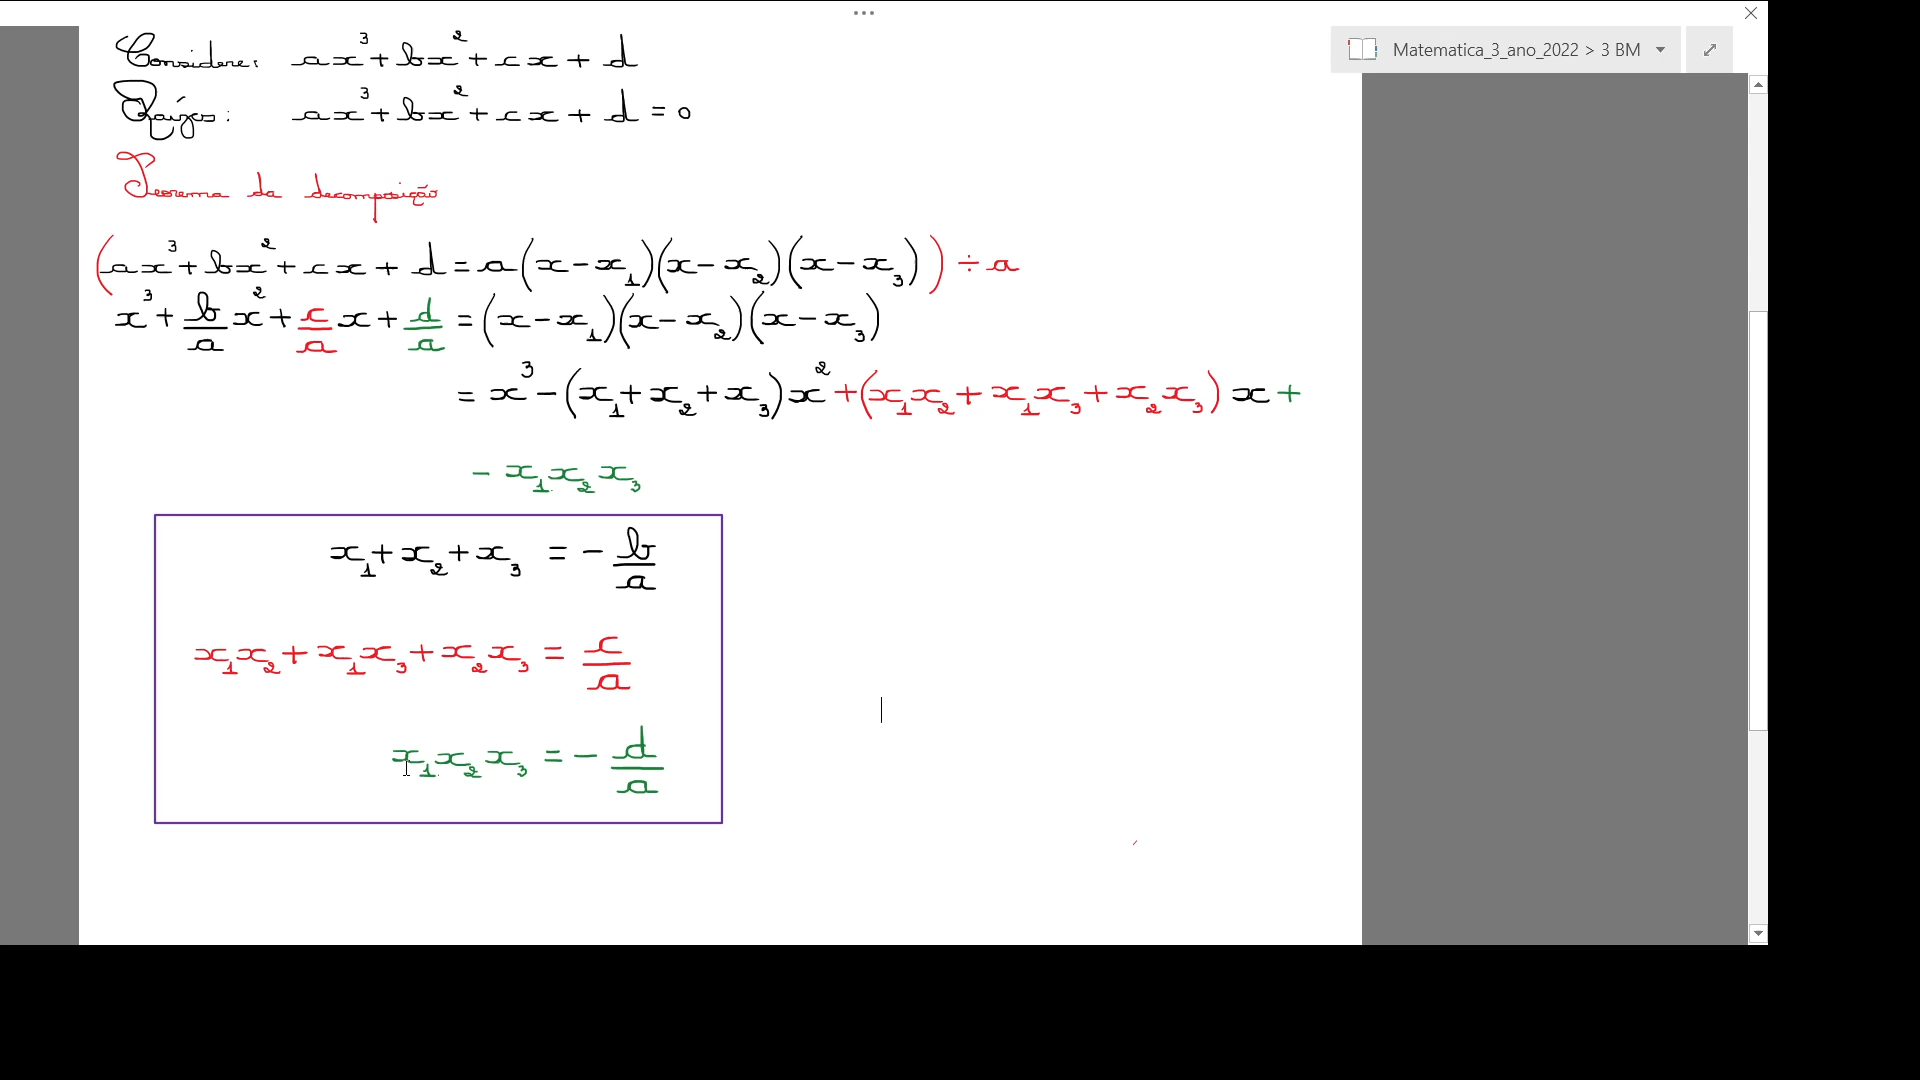 Matematica_3_ano_2022 > 3 BM
Considere: ax³ + bx² + cx + d
Raízes: ax³ + bx² + cx + d = 0
Teorema da decomposição
(ax³ + bx² + cx + d = a(x - x₁)(x - x₂)(x - x₃)) ÷ a
x³ + b/a x² + c/a x + d/a = (x - x₁)(x - x₂)(x - x₃)
= x³ - (x₁ + x₂ + x₃)x² + (x₁x₂ + x₁x₃ + x₂x₃)x +
- x₁x₂x₃
x₁ + x₂ + x₃ = - b/a
x₁x₂ + x₁x₃ + x₂x₃ = c/a
x₁x₂x₃ = - d/a